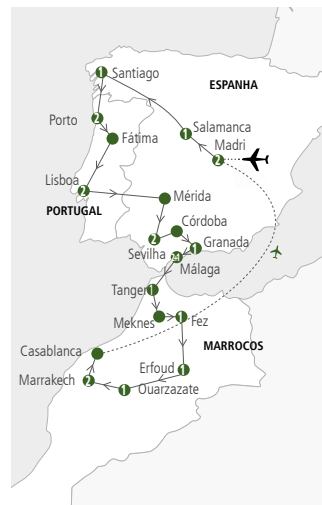 1 Santiago
ESPANHA
Porto 2
Fátima
1 Salamanca
Madri
2
Lisboa 2
Mérida
PORTUGAL
Córdoba
2 1 Granada
Sevilha
Málaga
Tanger 1
Meknes 1 Fez
MARROCOS
Casablanca
Erfoud 1
Marrakech 2
1
Ouarzazate